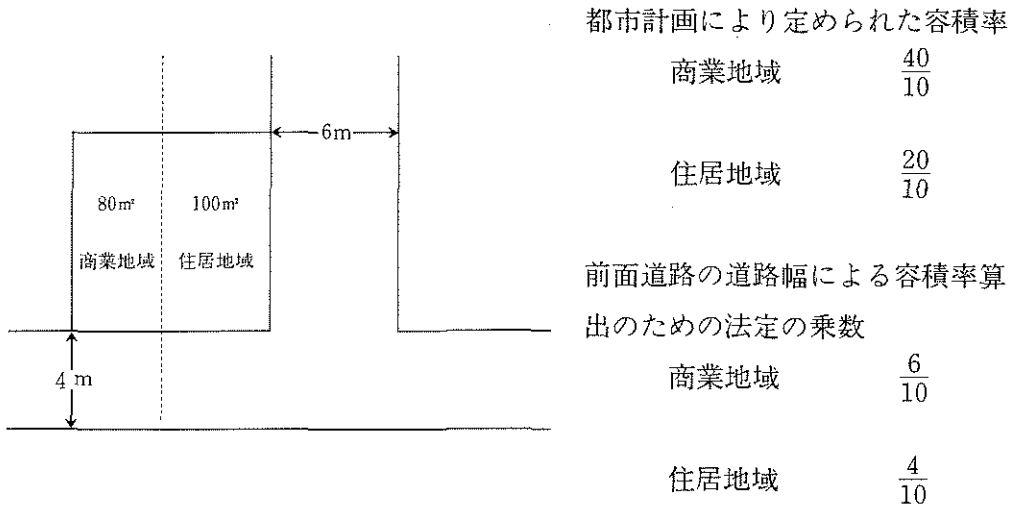 6m
80㎡
100㎡
商業地域
住居地域
4m
都市計画により定められた容積率
商業地域 40/10
住居地域 20/10
前面道路の道路幅による容積率算
出のための法定の乗数
商業地域 6/10
住居地域 4/10